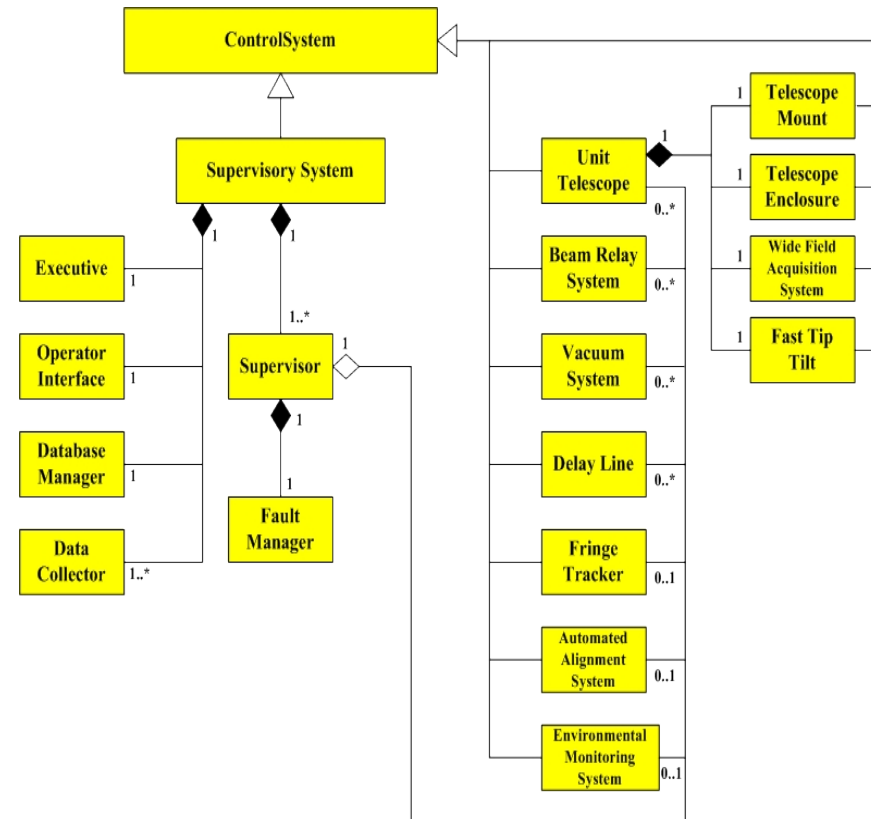 ControlSystem
Supervisory System
1
1
Executive
1
Operator
Interface
1
Database
Manager
1
Data
Collector
1..*
1..*
Supervisor
1
1
1
Fault
Manager
Unit
Telescope
1
0..*
Beam Relay
System
0..*
Vacuum
System
0..*
Delay Line
0..*
Fringe
Tracker
0..1
Automated
Alignment
System
0..1
Environmental
Monitoring
System
0..1
1
Telescope
Mount
1
Telescope
Enclosure
1
Wide Field
Acquisition
System
1
Fast Tip
Tilt